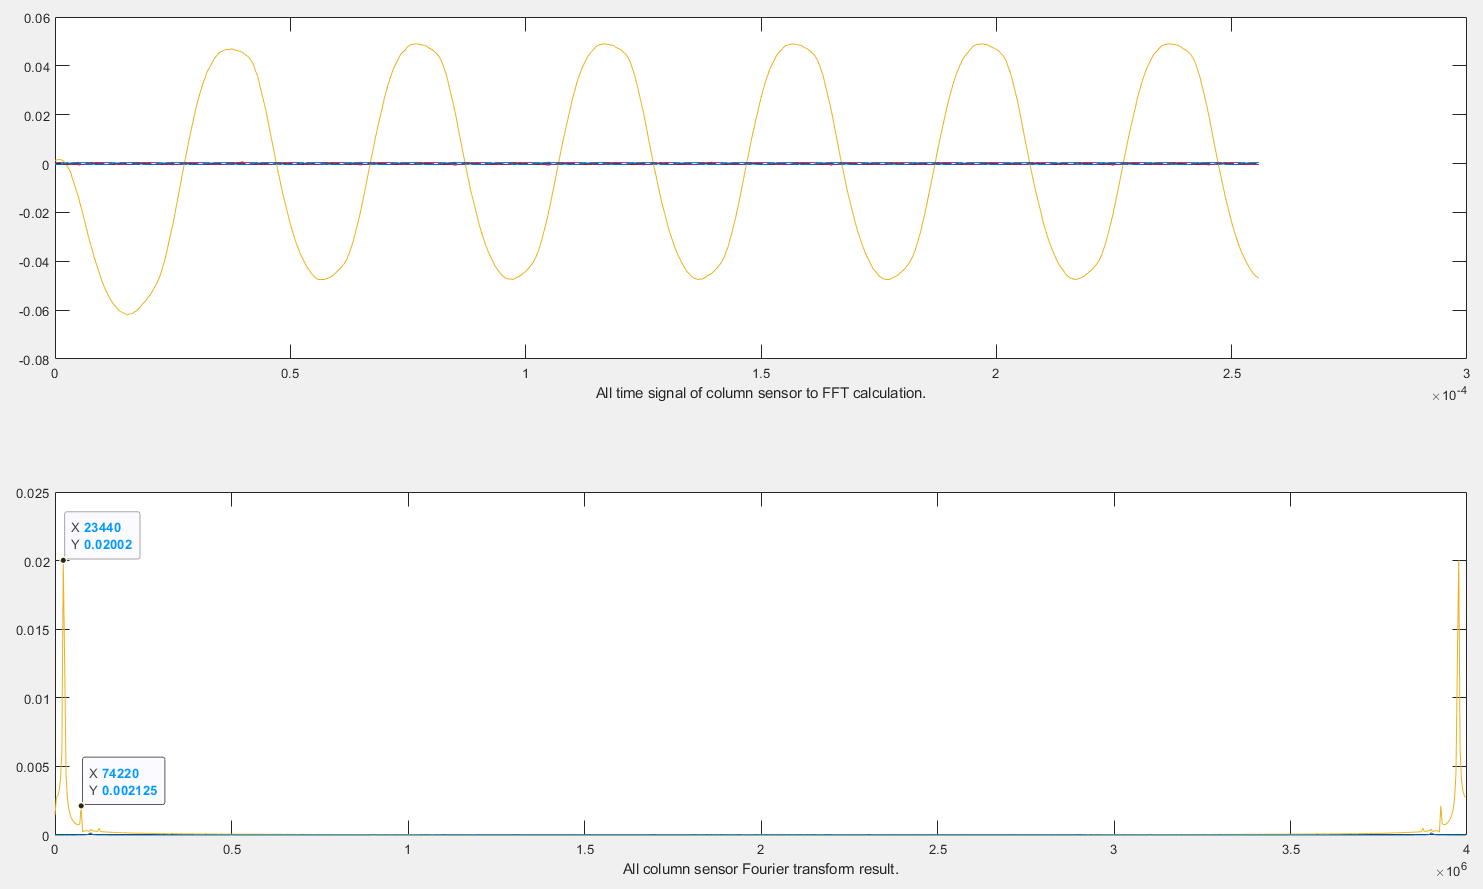 0.06
0.04
0.02
0
-0.02
-0.04
-0.06
-0.08
0 0.5 1 1.5 2 2.5 3
All time signal of column sensor to FFT calculation.
×10-4
0.025
0.02
0.015
0.01
0.005
0
X 23440
Y 0.02002
X 74220
Y 0.002125
0 0.5 1 1.5 2 2.5 3 3.5 4
All column sensor Fourier transform result.
×106